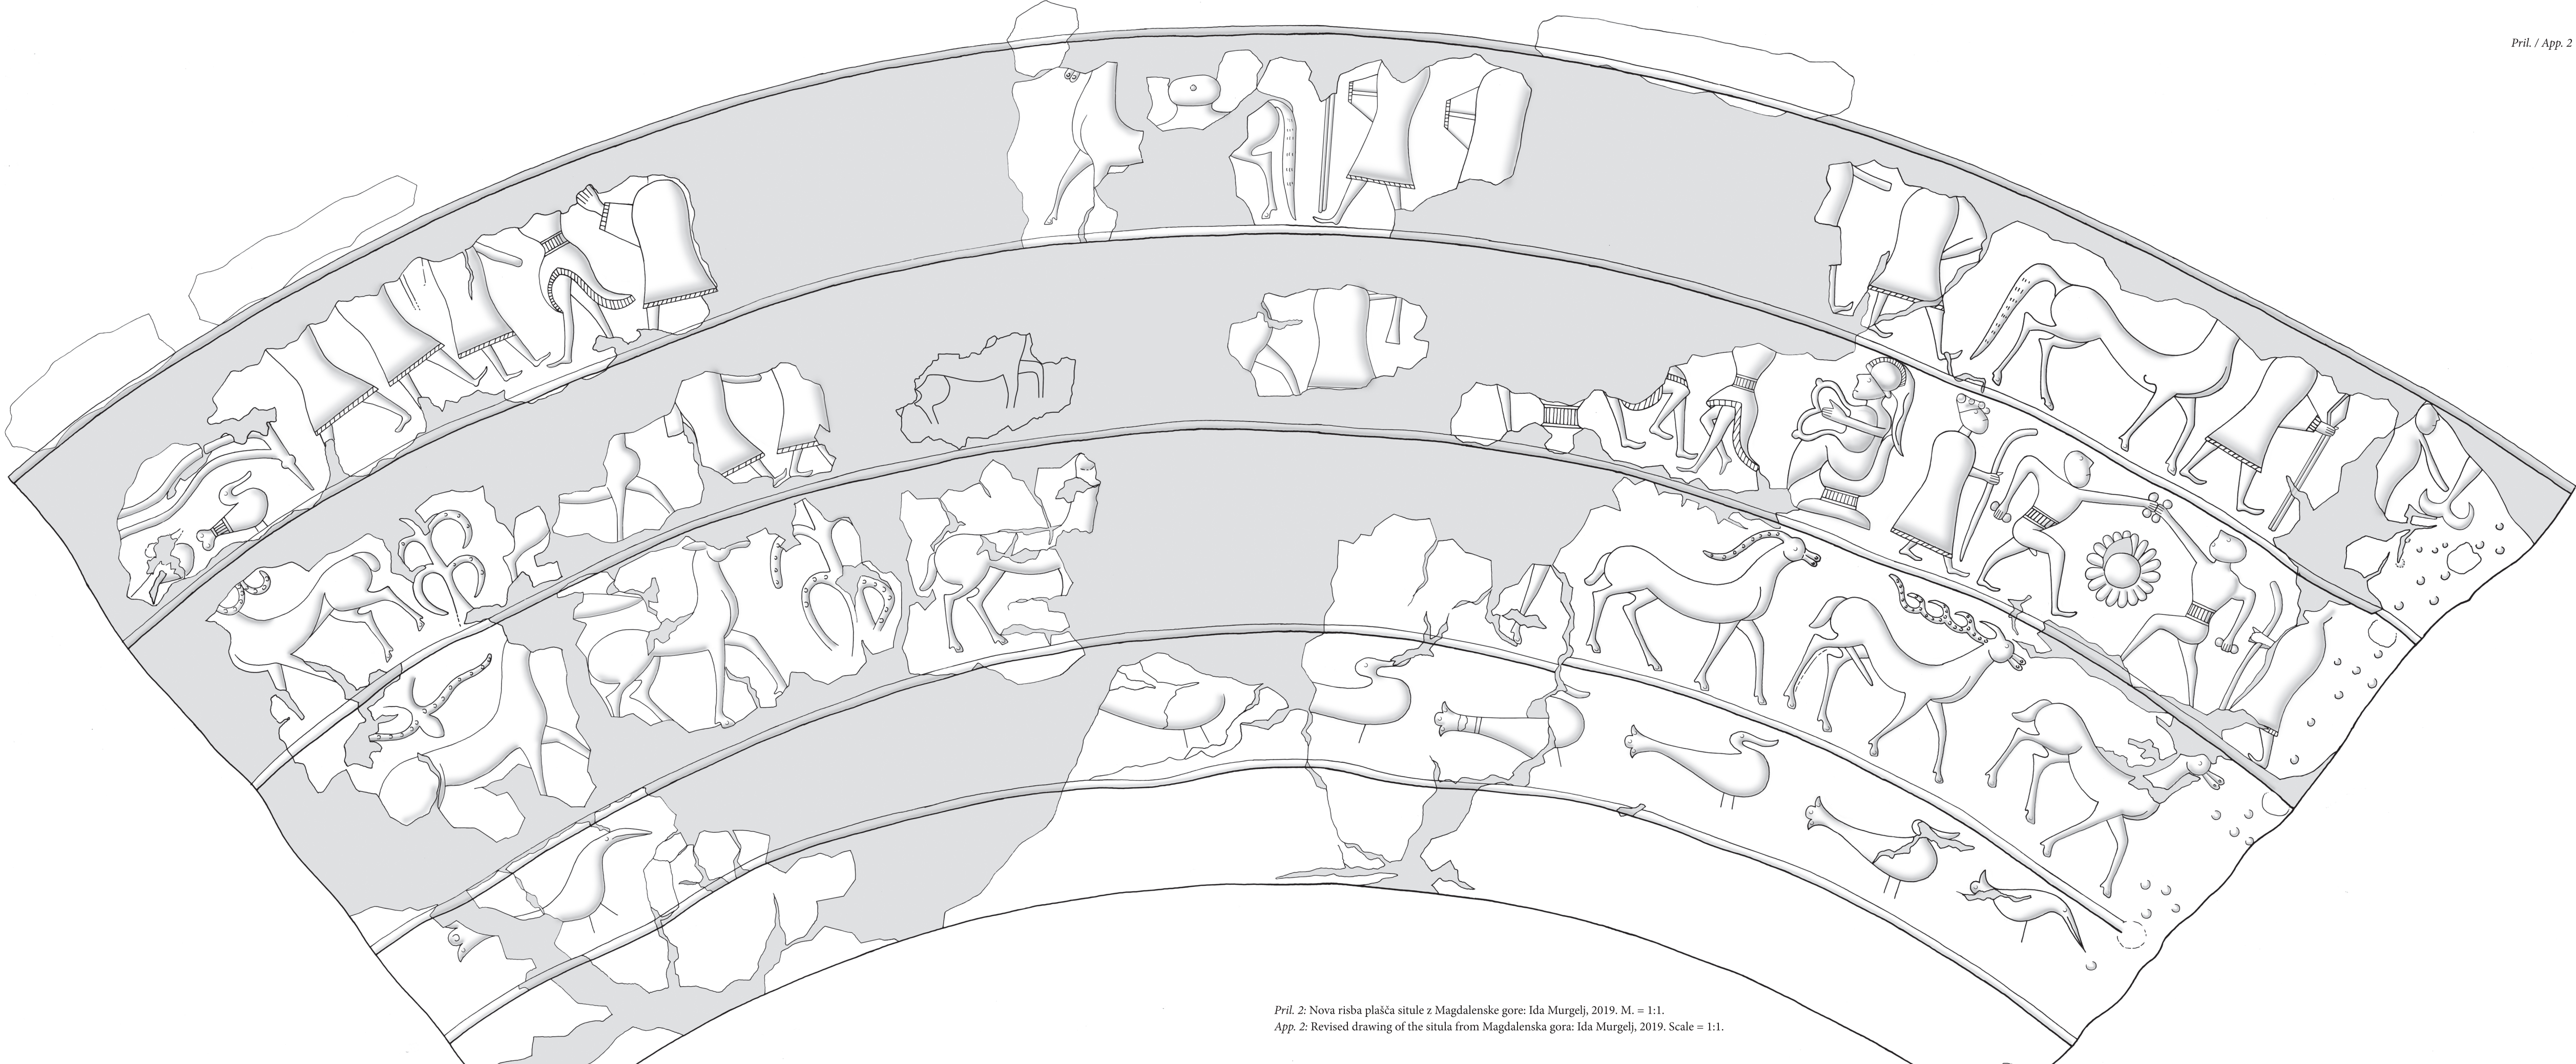 Pril. / App. 2
Pril. 2: Nova risba plašča situle z Magdalenske gore: Ida Murgelj, 2019. M. = 1:1.
App. 2: Revised drawing of the situla from Magdalenska gora: Ida Murgelj, 2019. Scale = 1:1.